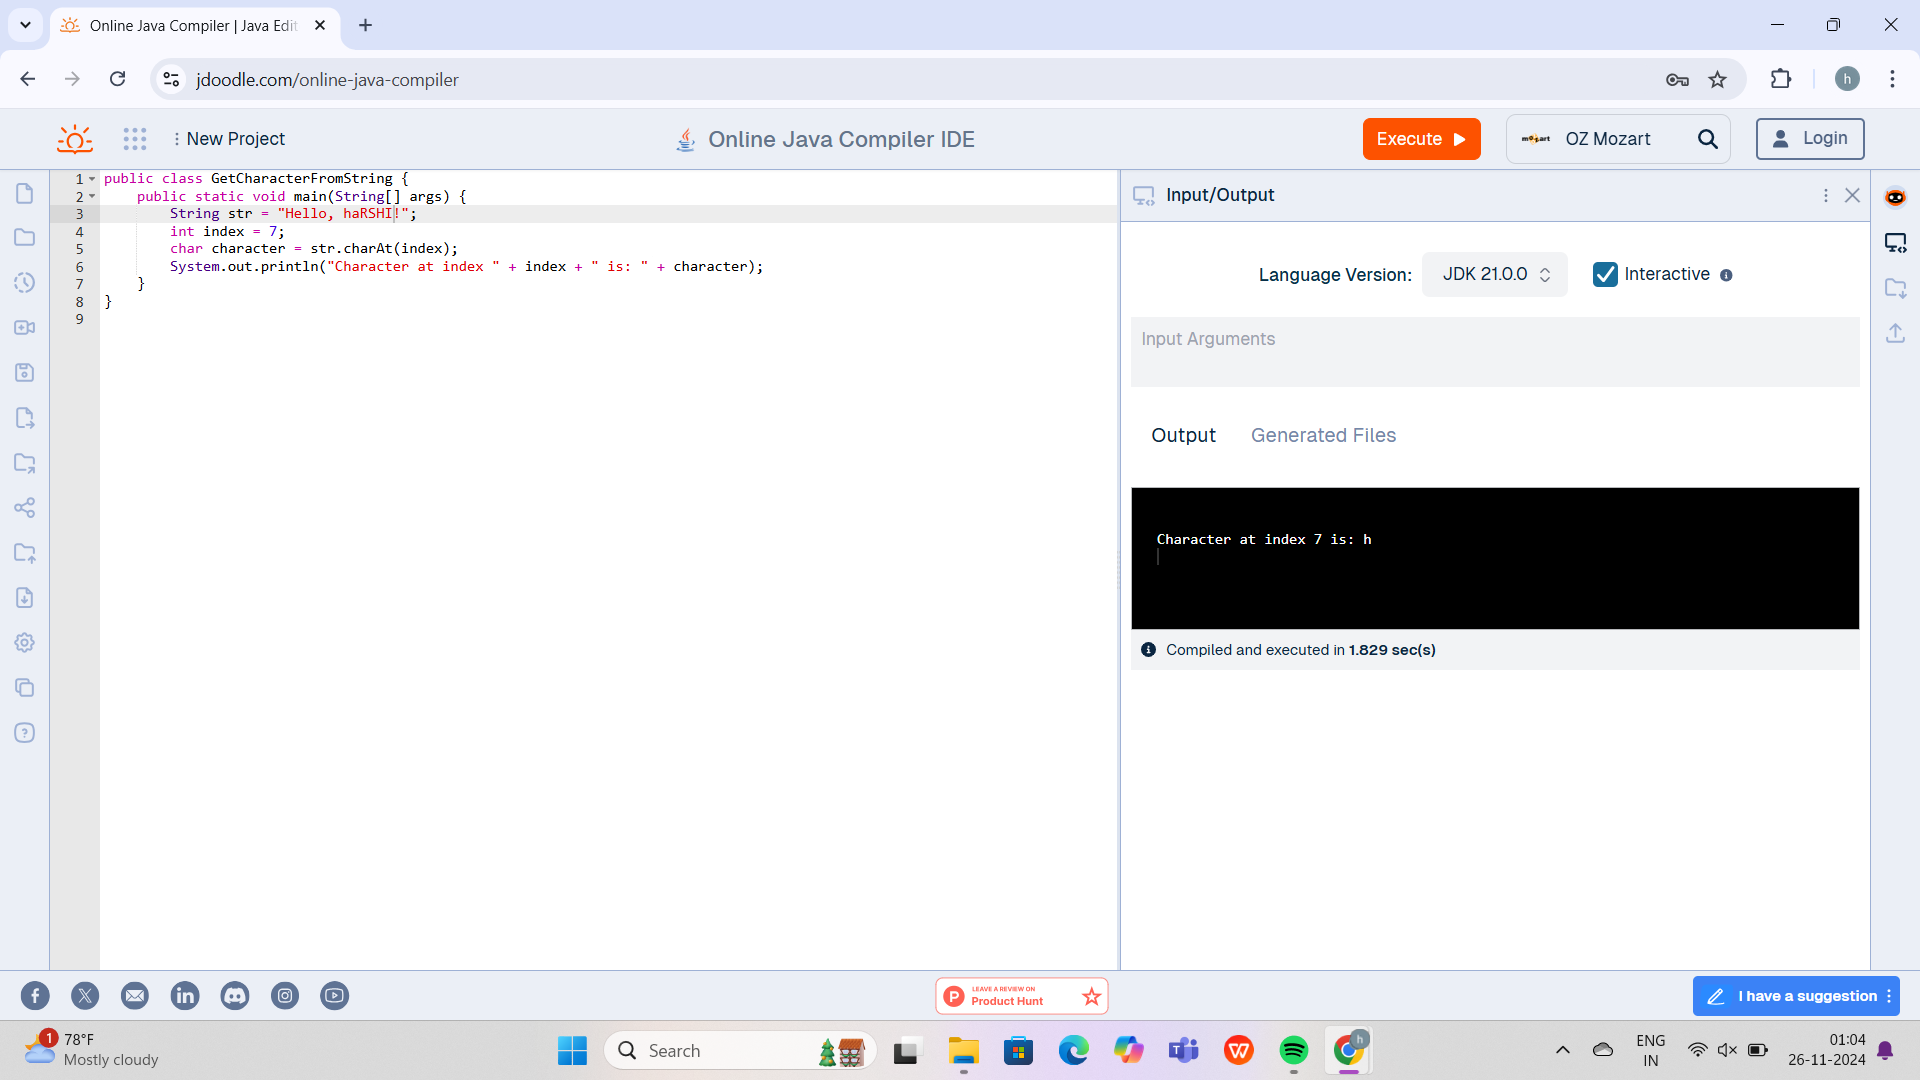 Online Java Compiler | Java Edit
jdoodle.com/online-java-compiler
h
New Project
Online Java Compiler IDE
Execute
mozart
OZ Mozart
Login
1 public class GetCharacterFromString {
2     public static void main(String[] args) {
3         String str = "Hello, haRSHI!";
4         int index = 7;
5         char character = str.charAt(index);
6         System.out.println("Character at index " + index + " is: " + character);
7     }
8 }
9
Input/Output
Language Version:
JDK 21.0.0
Interactive
Input Arguments
Output
Generated Files
Character at index 7 is: h
Compiled and executed in 1.829 sec(s)
LEAVE A REVIEW ON
Product Hunt
I have a suggestion
1
78°F
Mostly cloudy
Search
h
ENG
IN
01:04
26-11-2024